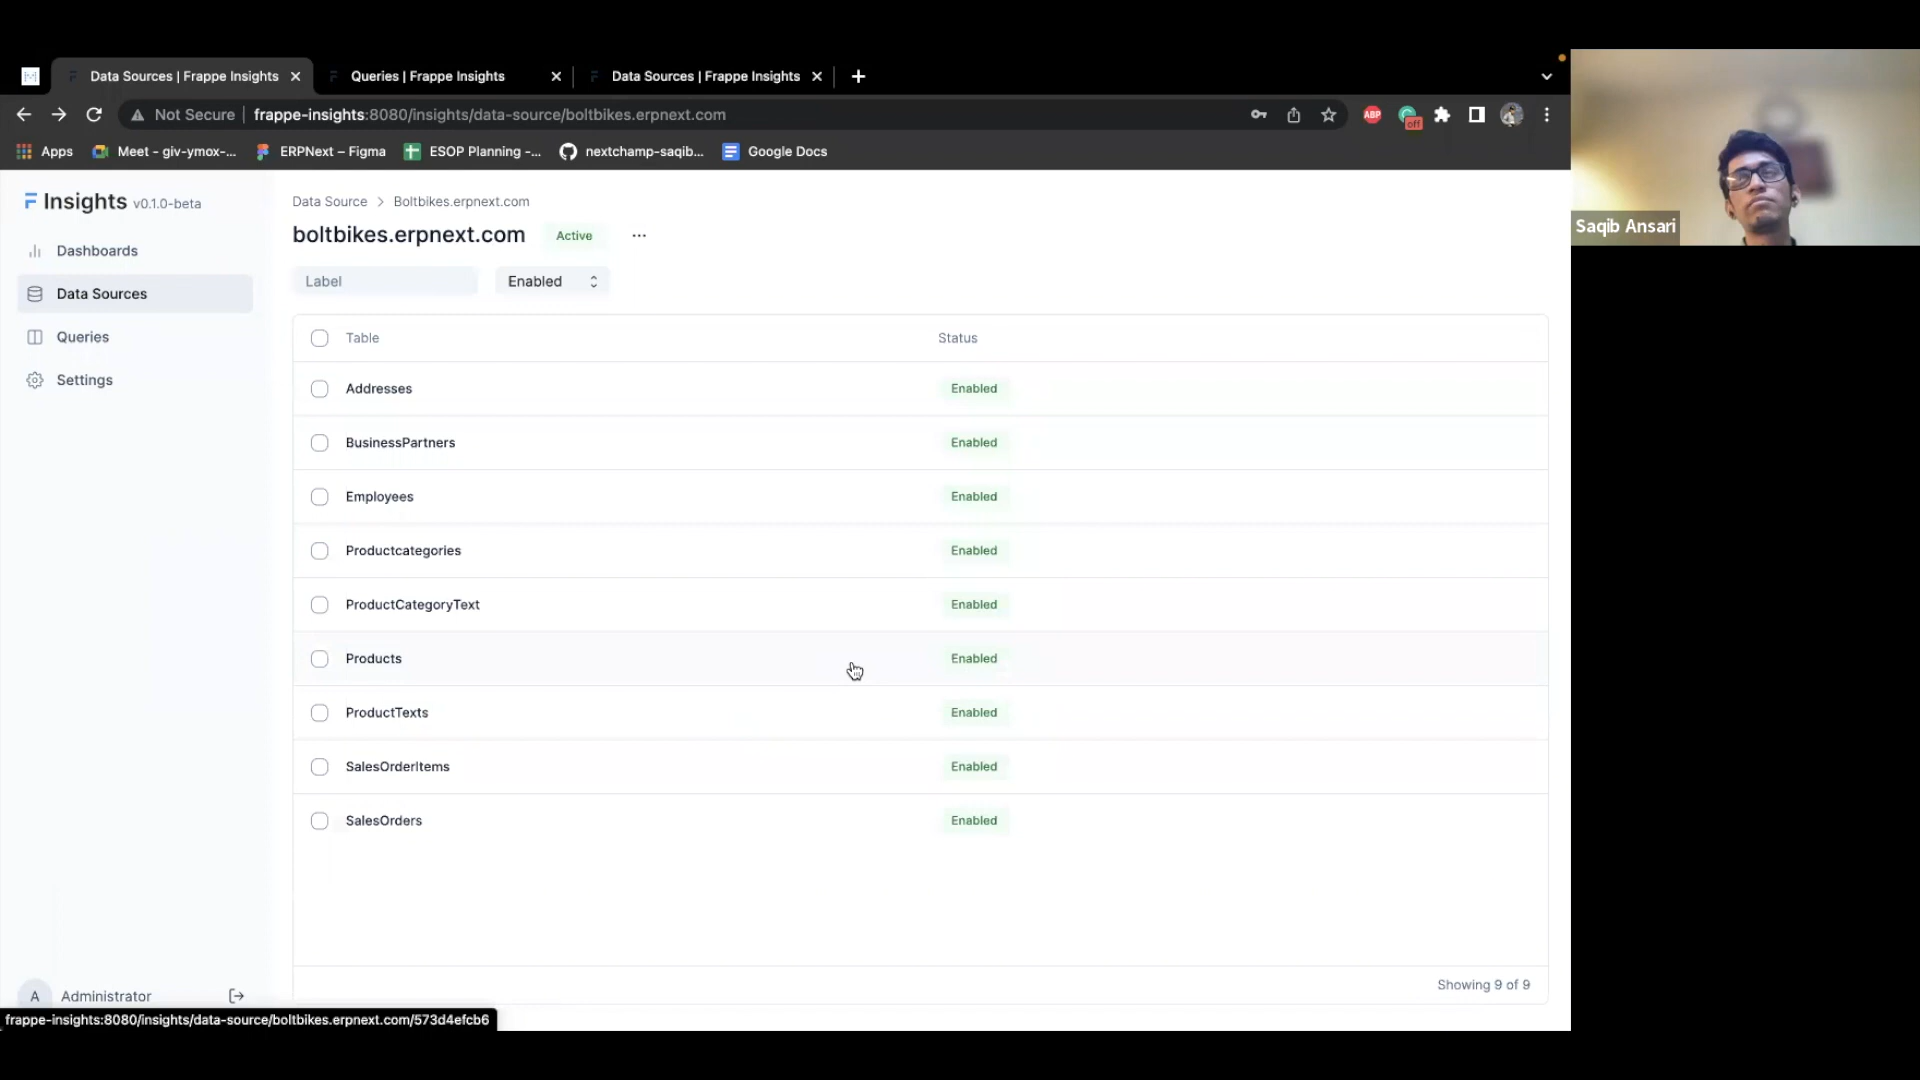 Data Sources | Frappe Insights
Queries | Frappe Insights
Data Sources | Frappe Insights
Not Secure
frappe-insights:8080/insights/data-source/boltbikes.erpnext.com
ABP
off
Apps
Meet - giv-ymox-...
ERPNext – Figma
ESOP Planning -...
nextchamp-saqib...
Google Docs
Saqib Ansari
Insights v0.1.0-beta
Dashboards
Data Sources
Queries
Settings
Data Source > Boltbikes.erpnext.com
boltbikes.erpnext.com
Active
Label
Enabled
Table Status
Addresses Enabled
BusinessPartners Enabled
Employees Enabled
Productcategories Enabled
ProductCategoryText Enabled
Products Enabled
ProductTexts Enabled
SalesOrderItems Enabled
SalesOrders Enabled
Showing 9 of 9
A Administrator
frappe-insights:8080/insights/data-source/boltbikes.erpnext.com/573d4efcb6